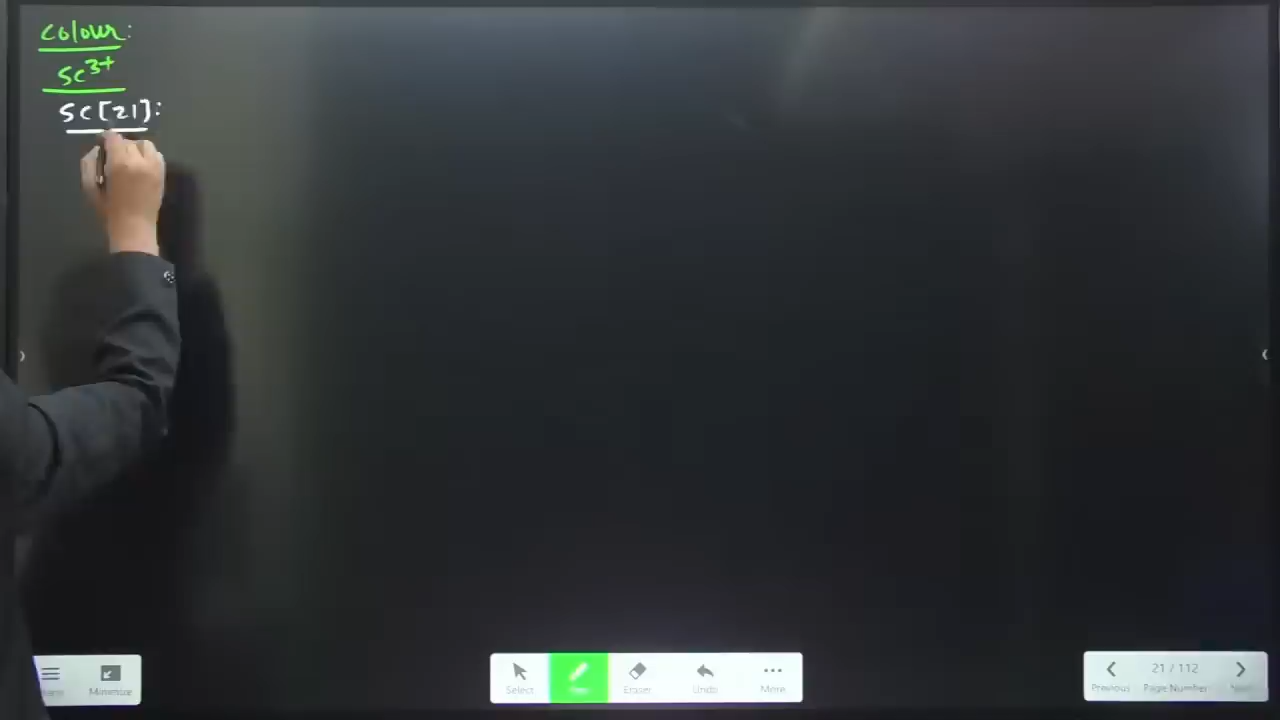 colour:
Sc³⁺
Sc[21]:
Minimize
Select
Eraser
Undo
More
21 / 112
Previous
Page Number